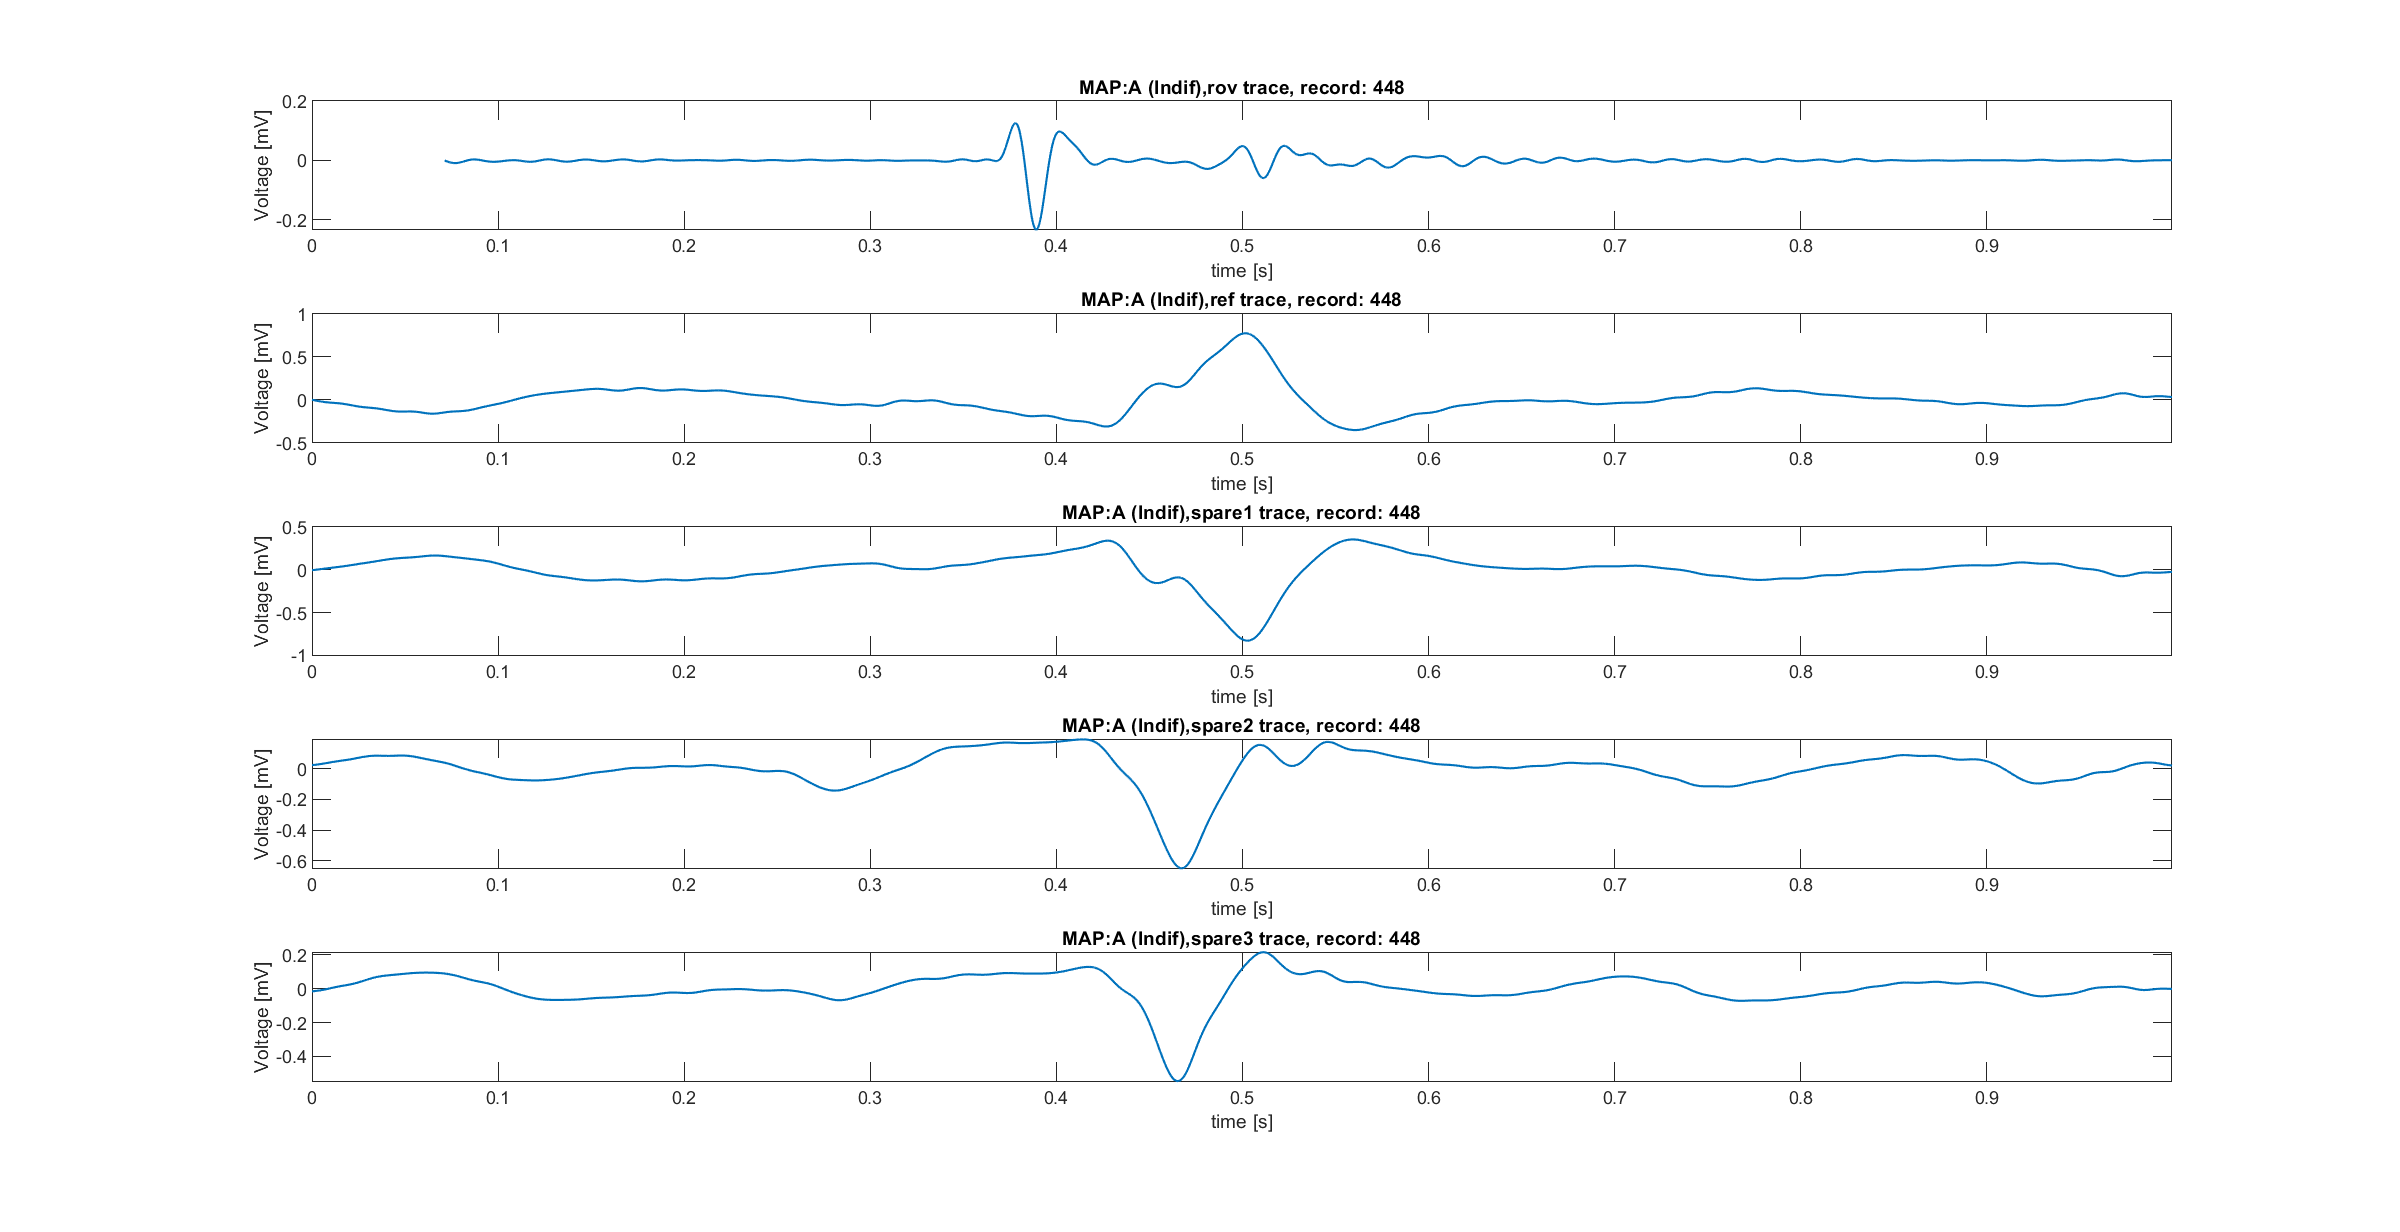 MAP:A (Indif),rov trace, record: 448
Voltage [mV]
0.2
0
-0.2
0 0.1 0.2 0.3 0.4 0.5 0.6 0.7 0.8 0.9
time [s]
MAP:A (Indif),ref trace, record: 448
Voltage [mV]
1
0.5
0
-0.5
0 0.1 0.2 0.3 0.4 0.5 0.6 0.7 0.8 0.9
time [s]
MAP:A (Indif),spare1 trace, record: 448
Voltage [mV]
0.5
0
-0.5
-1
0 0.1 0.2 0.3 0.4 0.5 0.6 0.7 0.8 0.9
time [s]
MAP:A (Indif),spare2 trace, record: 448
Voltage [mV]
0
-0.2
-0.4
-0.6
0 0.1 0.2 0.3 0.4 0.5 0.6 0.7 0.8 0.9
time [s]
MAP:A (Indif),spare3 trace, record: 448
Voltage [mV]
0.2
0
-0.2
-0.4
0 0.1 0.2 0.3 0.4 0.5 0.6 0.7 0.8 0.9
time [s]